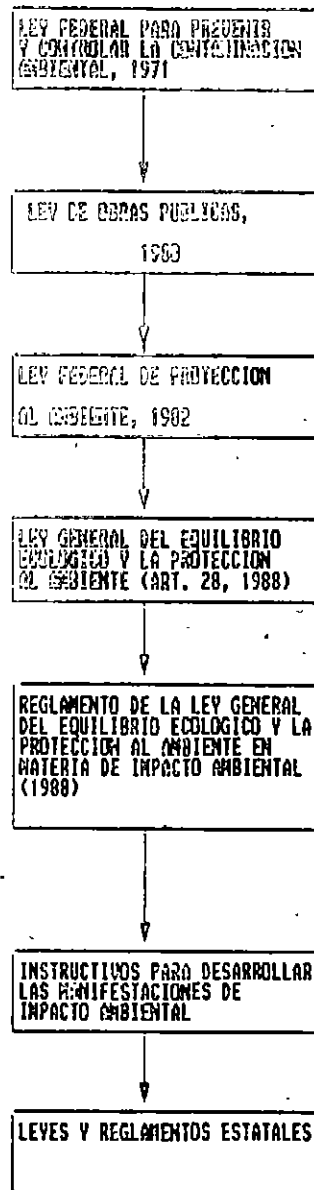 LEY FEDERAL PARA PREVENIR
Y CONTROLAR LA CONTAMINACION
AMBIENTAL, 1971
LEY DE OBRAS PUBLICAS,
1980
LEY FEDERAL DE PROTECCION
AL AMBIENTE, 1982
LEY GENERAL DEL EQUILIBRIO
ECOLOGICO Y LA PROTECCION
AL AMBIENTE (ART. 28, 1988)
REGLAMENTO DE LA LEY GENERAL
DEL EQUILIBRIO ECOLOGICO Y LA
PROTECCION AL AMBIENTE EN
MATERIA DE IMPACTO AMBIENTAL
(1988)
INSTRUCTIVOS PARA DESARROLLAR
LAS MANIFESTACIONES DE
IMPACTO AMBIENTAL
LEYES Y REGLAMENTOS ESTATALES